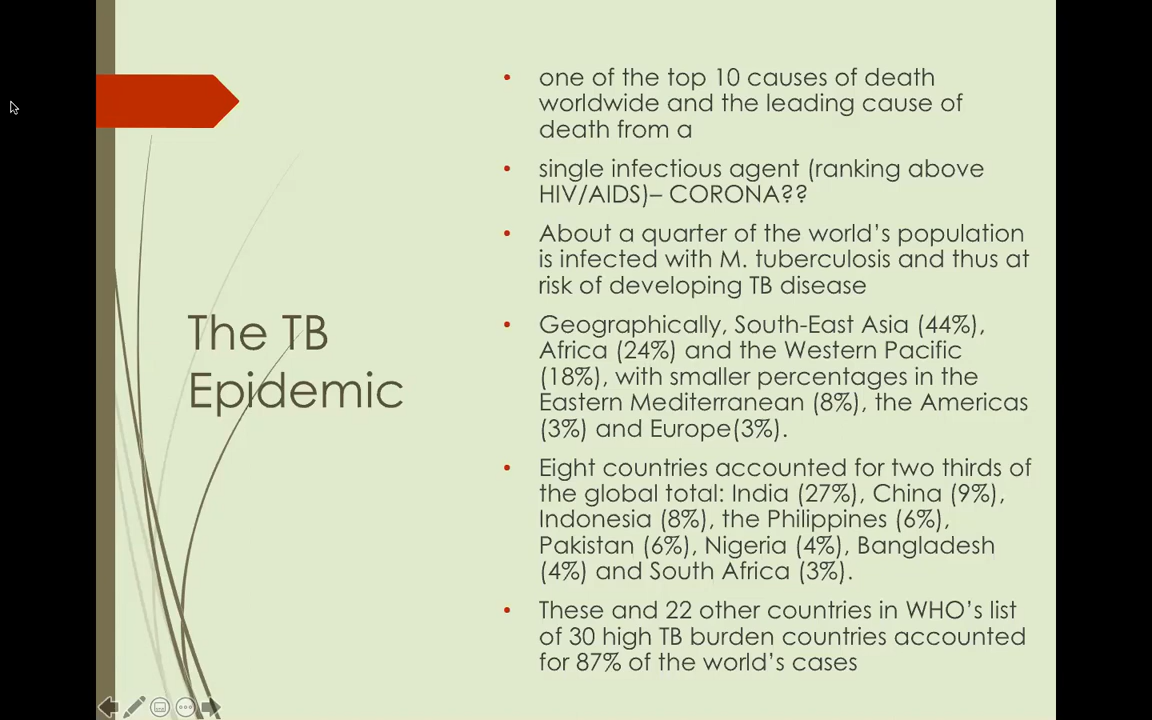 The TB
Epidemic
• one of the top 10 causes of death
worldwide and the leading cause of
death from a
• single infectious agent (ranking above
HIV/AIDS)– CORONA??
• About a quarter of the world’s population
is infected with M. tuberculosis and thus at
risk of developing TB disease
• Geographically, South-East Asia (44%),
Africa (24%) and the Western Pacific
(18%), with smaller percentages in the
Eastern Mediterranean (8%), the Americas
(3%) and Europe(3%).
• Eight countries accounted for two thirds of
the global total: India (27%), China (9%),
Indonesia (8%), the Philippines (6%),
Pakistan (6%), Nigeria (4%), Bangladesh
(4%) and South Africa (3%).
• These and 22 other countries in WHO’s list
of 30 high TB burden countries accounted
for 87% of the world’s cases